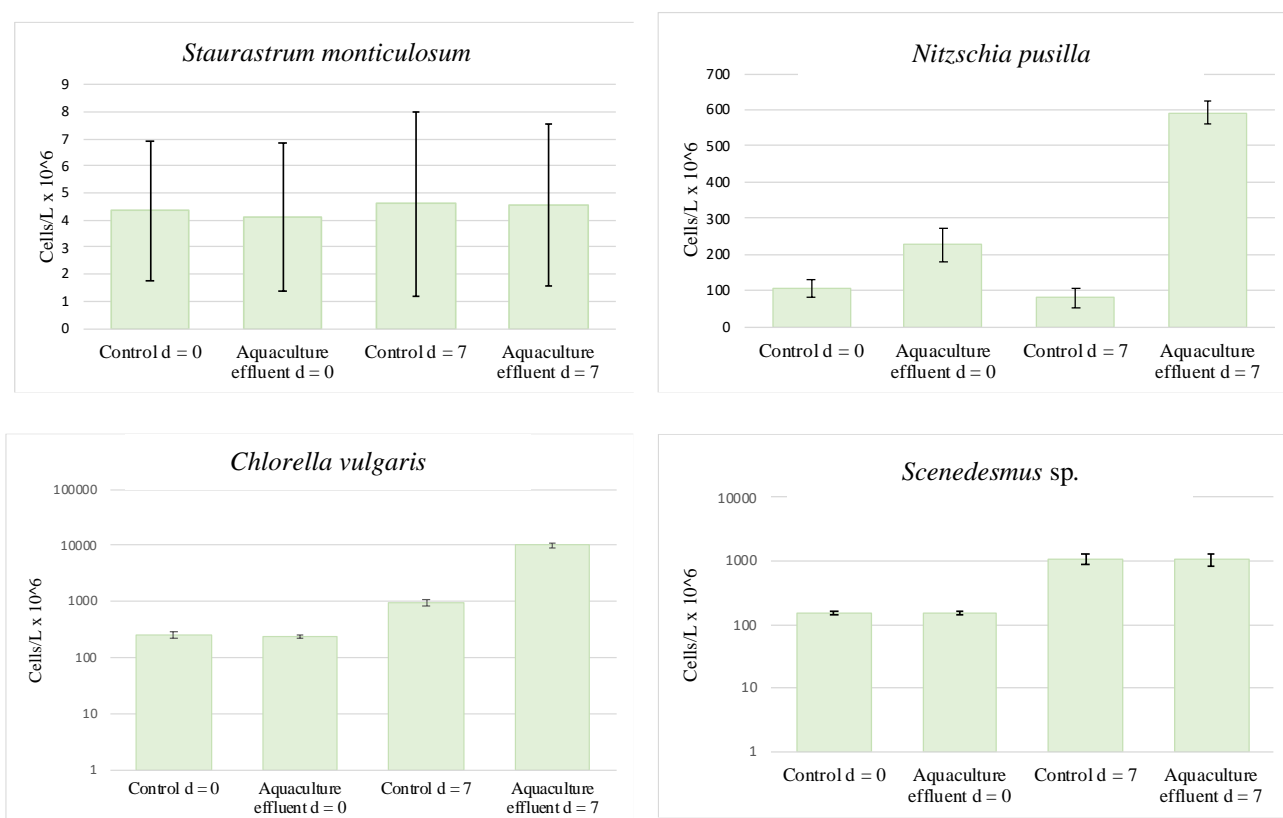 Staurastrum monticulosum
9
8
7
6
5
4
3
2
1
0
Cells/L x 10^6
Control d = 0
Aquaculture
effluent d = 0
Control d = 7
Aquaculture
effluent d = 7
Nitzschia pusilla
700
600
500
400
300
200
100
0
Cells/L x 10^6
Control d = 0
Aquaculture
effluent d = 0
Control d = 7
Aquaculture
effluent d = 7
Chlorella vulgaris
100000
10000
1000
100
10
1
Cells/L x 10^6
Control d = 0
Aquaculture
effluent d = 0
Control d = 7
Aquaculture
effluent d = 7
Scenedesmus sp.
10000
1000
100
10
1
Cells/L x 10^6
Control d = 0
Aquaculture
effluent d = 0
Control d = 7
Aquaculture
effluent d = 7